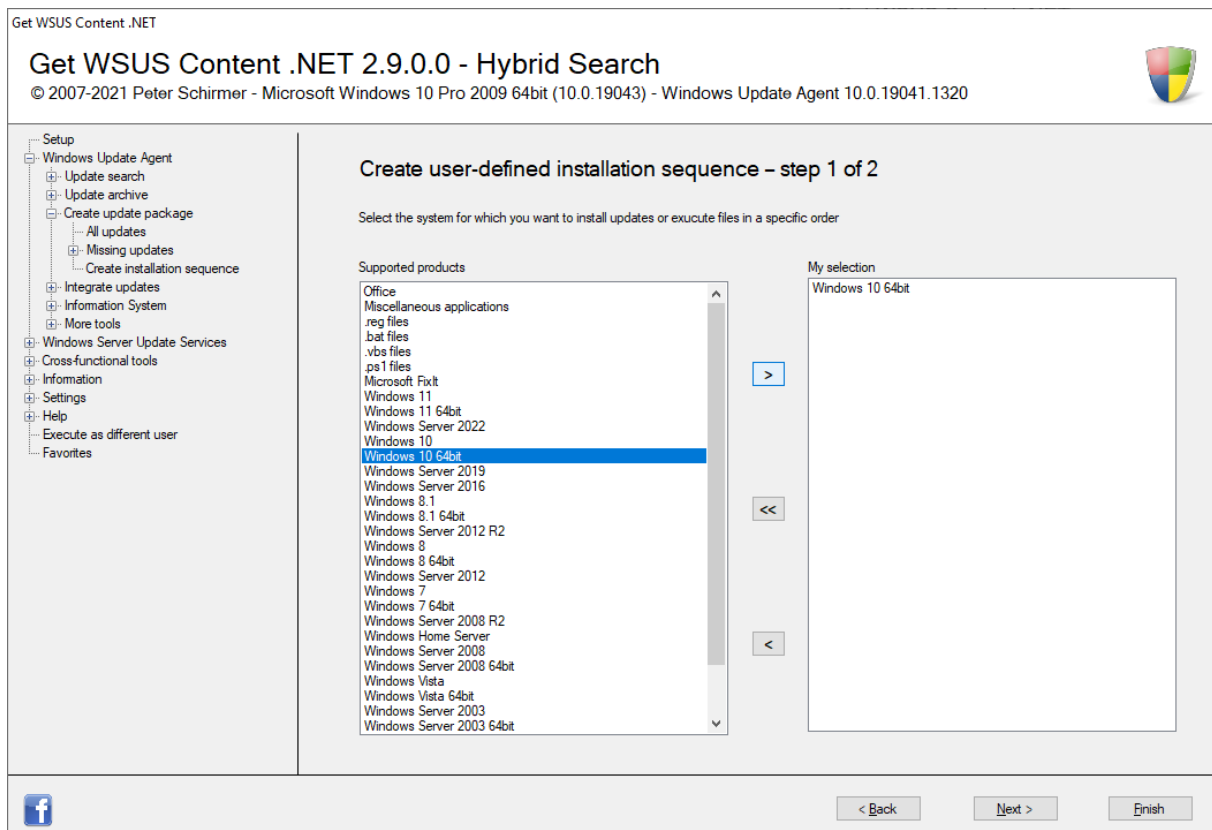 Get WSUS Content .NET
Get WSUS Content .NET 2.9.0.0 - Hybrid Search
© 2007-2021 Peter Schirmer - Microsoft Windows 10 Pro 2009 64bit (10.0.19043) - Windows Update Agent 10.0.19041.1320
Setup
Windows Update Agent
Update search
Update archive
Create update package
All updates
Missing updates
Create installation sequence
Integrate updates
Information System
More tools
Windows Server Update Services
Cross-functional tools
Information
Settings
Help
Execute as different user
Favorites
Create user-defined installation sequence – step 1 of 2
Select the system for which you want to install updates or exucute files in a specific order
Supported products
Office
Miscellaneous applications
.reg files
.bat files
.vbs files
.ps1 files
Microsoft FixIt
Windows 11
Windows 11 64bit
Windows Server 2022
Windows 10
Windows 10 64bit
Windows Server 2019
Windows Server 2016
Windows 8.1
Windows 8.1 64bit
Windows Server 2012 R2
Windows 8
Windows 8 64bit
Windows Server 2012
Windows 7
Windows 7 64bit
Windows Server 2008 R2
Windows Home Server
Windows Server 2008
Windows Server 2008 64bit
Windows Vista
Windows Vista 64bit
Windows Server 2003
Windows Server 2003 64bit
>
<<
<
My selection
Windows 10 64bit
f
< Back
Next >
Finish